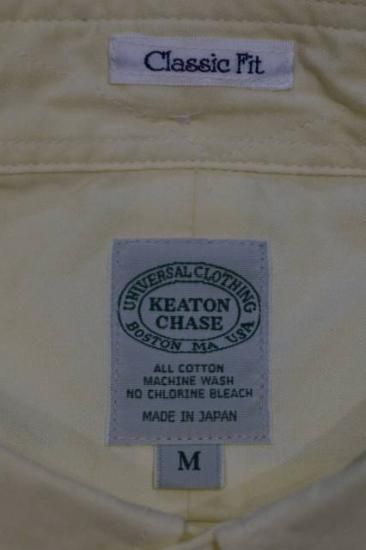 Classic Fit
UNIVERSAL CLOTHING
KEATON
CHASE
BOSTON MA USA
ALL COTTON
MACHINE WASH
NO CHLORINE BLEACH
MADE IN JAPAN
M